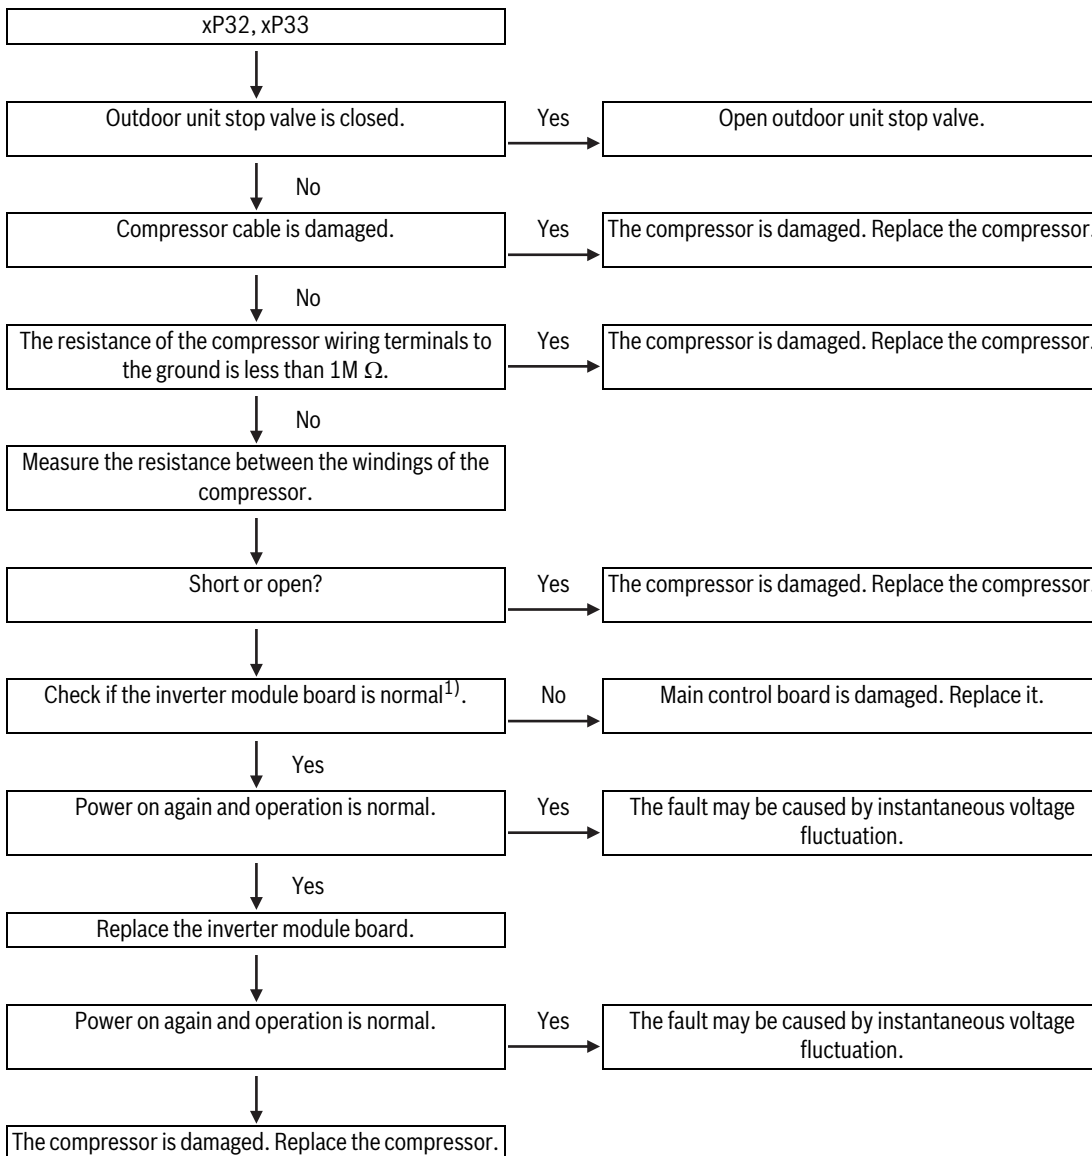 xP32, xP33
Outdoor unit stop valve is closed.
Yes
Open outdoor unit stop valve.
No
Compressor cable is damaged.
Yes
The compressor is damaged. Replace the compressor.
No
The resistance of the compressor wiring terminals to
the ground is less than 1M Ω.
Yes
The compressor is damaged. Replace the compressor.
No
Measure the resistance between the windings of the
compressor.
Short or open?
Yes
The compressor is damaged. Replace the compressor.
Check if the inverter module board is normal1).
No
Main control board is damaged. Replace it.
Yes
Power on again and operation is normal.
Yes
The fault may be caused by instantaneous voltage
fluctuation.
Yes
Replace the inverter module board.
Power on again and operation is normal.
Yes
The fault may be caused by instantaneous voltage
fluctuation.
The compressor is damaged. Replace the compressor.